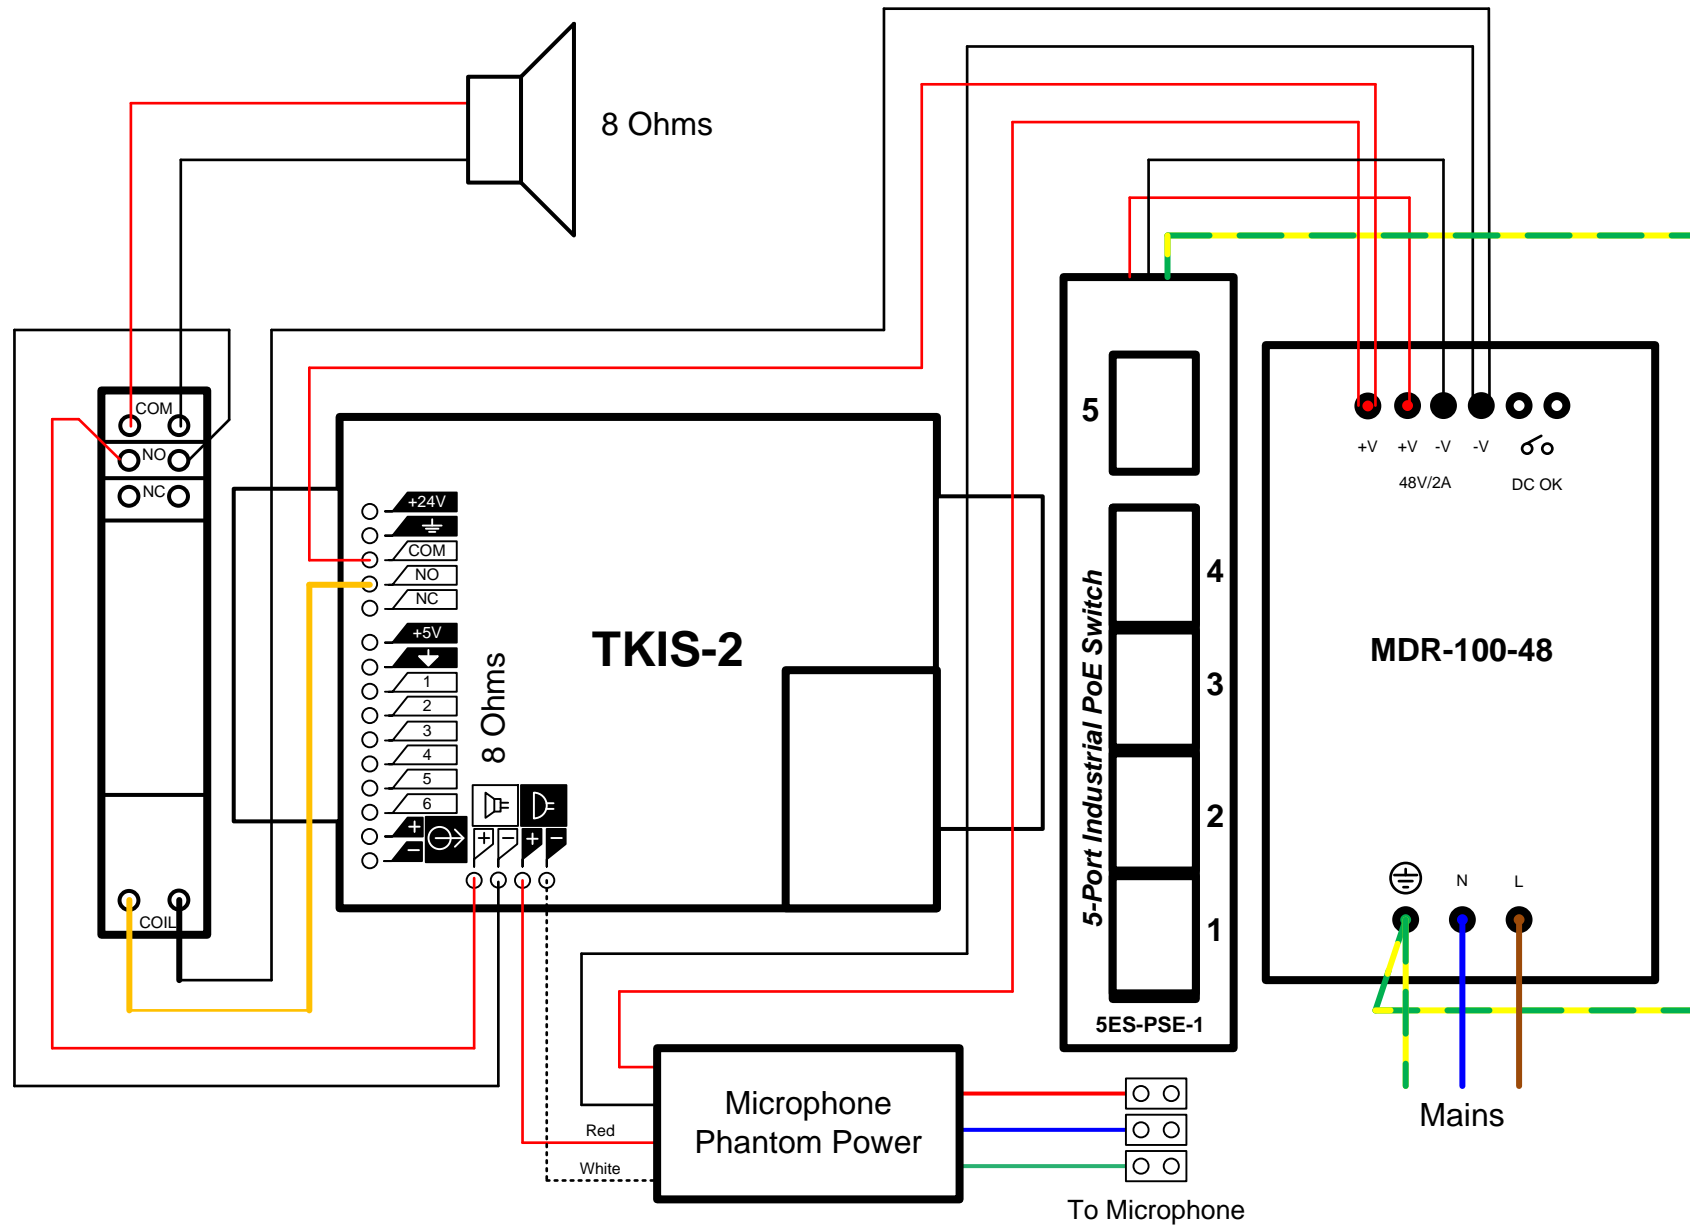 8 Ohms
COM
NO
NC
COIL
+24V
COM
NO
NC
+5V
1
2
3
4
5
6
+
−
8 Ohms
+
−
+
−
TKIS-2
5
4
3
2
1
5-Port Industrial PoE Switch
5ES-PSE-1
+V
+V
-V
-V
48V/2A
DC OK
MDR-100-48
N
L
Mains
Microphone
Phantom Power
Red
White
To Microphone